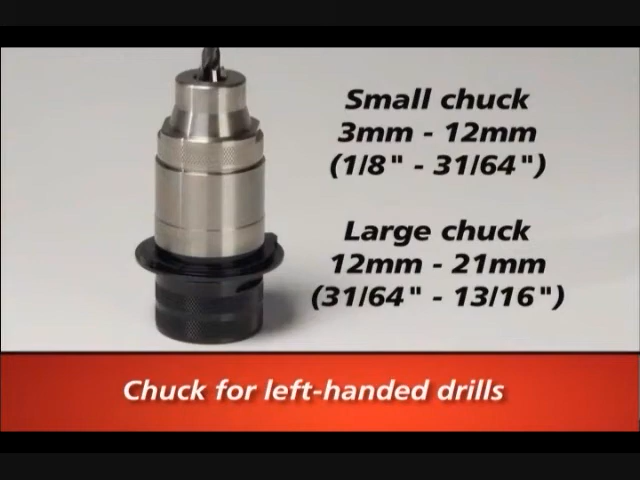 Small chuck
3mm - 12mm
(1/8" - 31/64")
Large chuck
12mm - 21mm
(31/64" - 13/16")
Chuck for left-handed drills